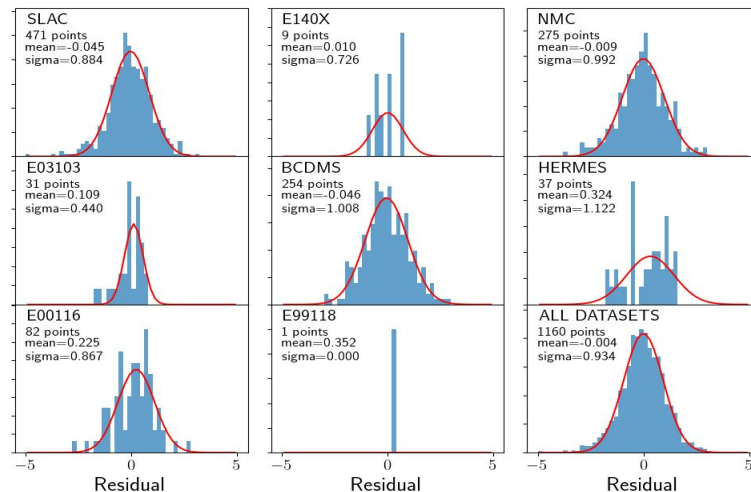 SLAC
471 points
mean=-0.045
sigma=0.884
E140X
9 points
mean=0.010
sigma=0.726
NMC
275 points
mean=-0.009
sigma=0.992
E03103
31 points
mean=0.109
sigma=0.440
BCDMS
254 points
mean=-0.046
sigma=1.008
HERMES
37 points
mean=0.324
sigma=1.122
E00116
82 points
mean=0.225
sigma=0.867
E99118
1 points
mean=0.352
sigma=0.000
ALL DATASETS
1160 points
mean=-0.004
sigma=0.934
−5 0 5 −5 0 5 −5 0 5
Residual Residual Residual